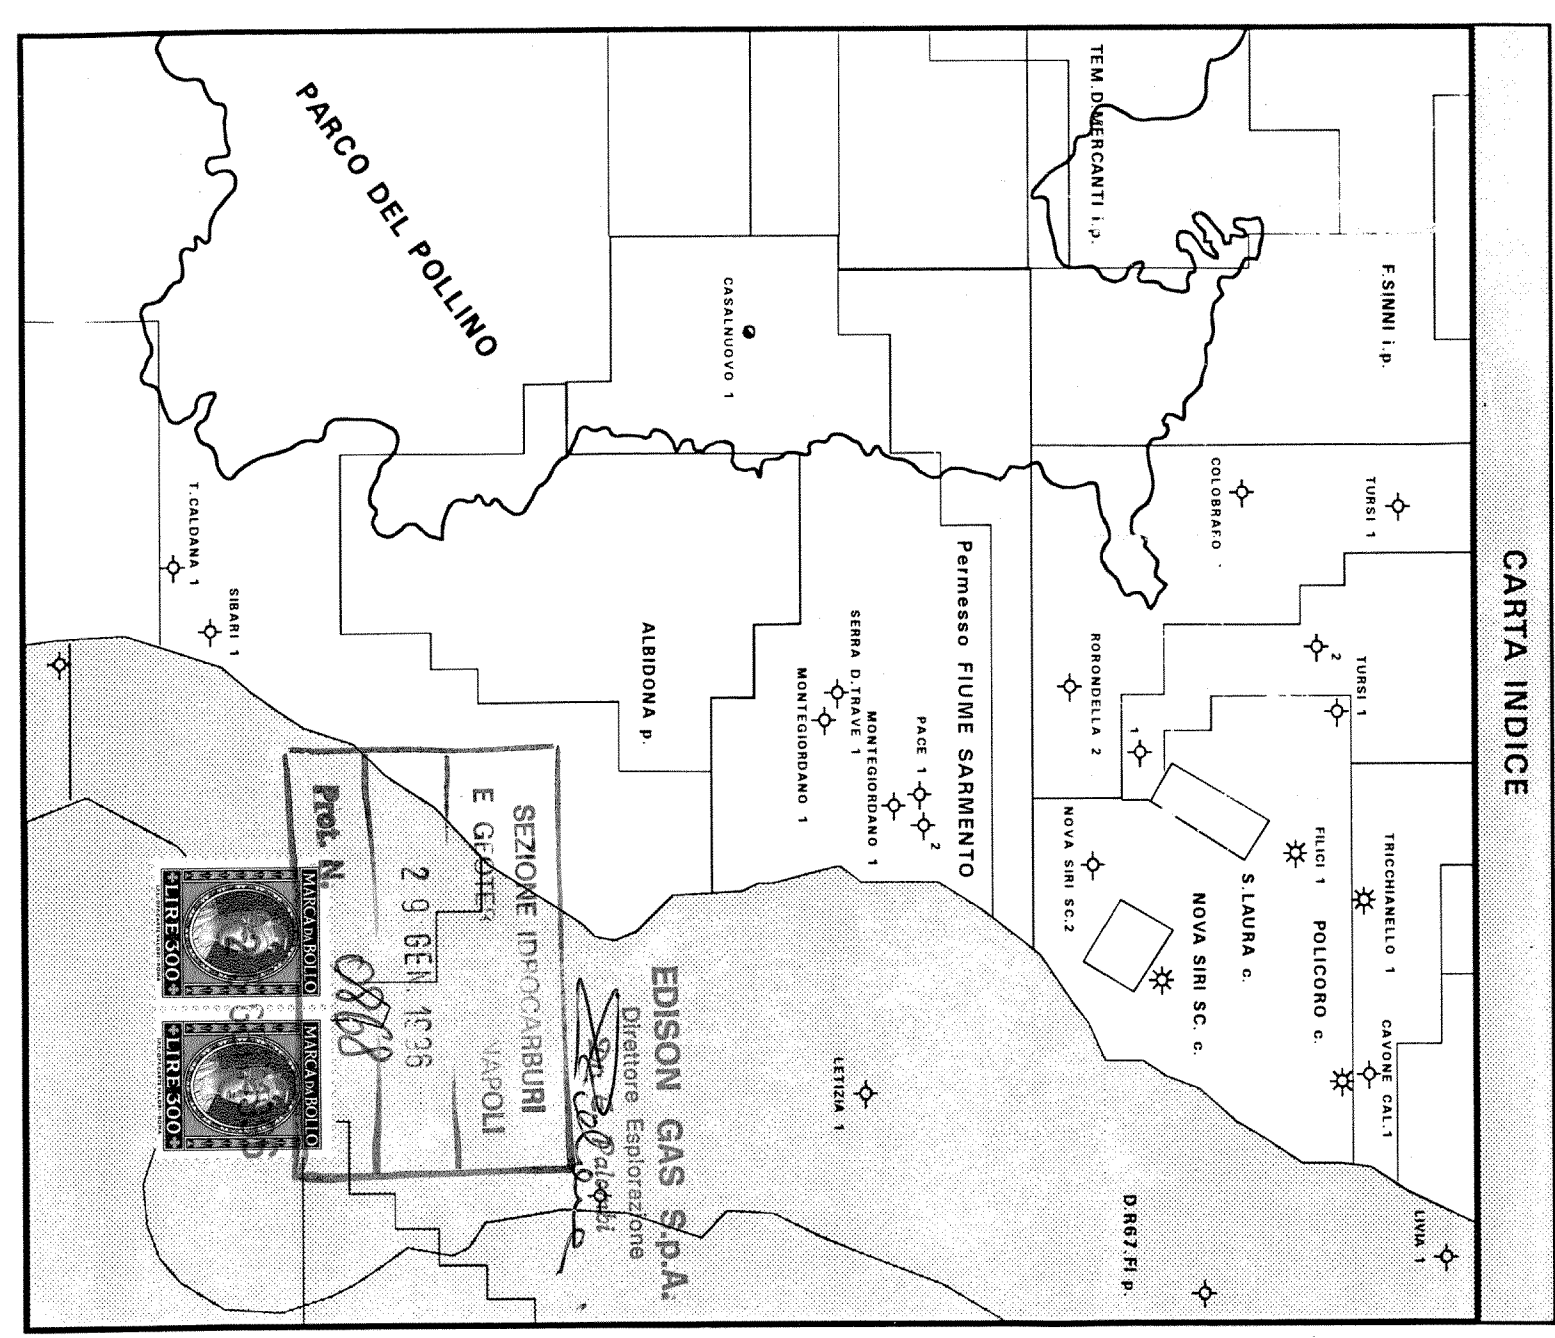 CARTA INDICE
TEM.D.MERCANTI i.p.
F.SINNI i.p.
PARCO DEL POLLINO
CASALNUOVO 1
COLOBRARO
TURSI 1
T.CALDANA 1
SIBARI 1
ALBIDONA p.
Permesso FIUME SARMENTO
SERRA D.TRAVE 1
MONTEGIORDANO 1
MONTEGIORDANO 1
PACE 1
2
RORONDELLA 2
1
2
TURSI 1
NOVA SIRI SC.2
FILICI 1
TRICCHIANELLO 1
S.LAURA c.
POLICORO c.
NOVA SIRI SC. c.
CAVONE CAL.1
LETIZIA 1
LIVIA 1
D.R67.FI p.
SEZIONE IDROCARBURI
E GEOTER
NAPOLI
29 GEN. 1996
Prot. N.
0868
EDISON GAS S.p.A.
Direttore Esplorazione
MARCA DA BOLLO
LIRE 300
MARCA DA BOLLO
LIRE 300